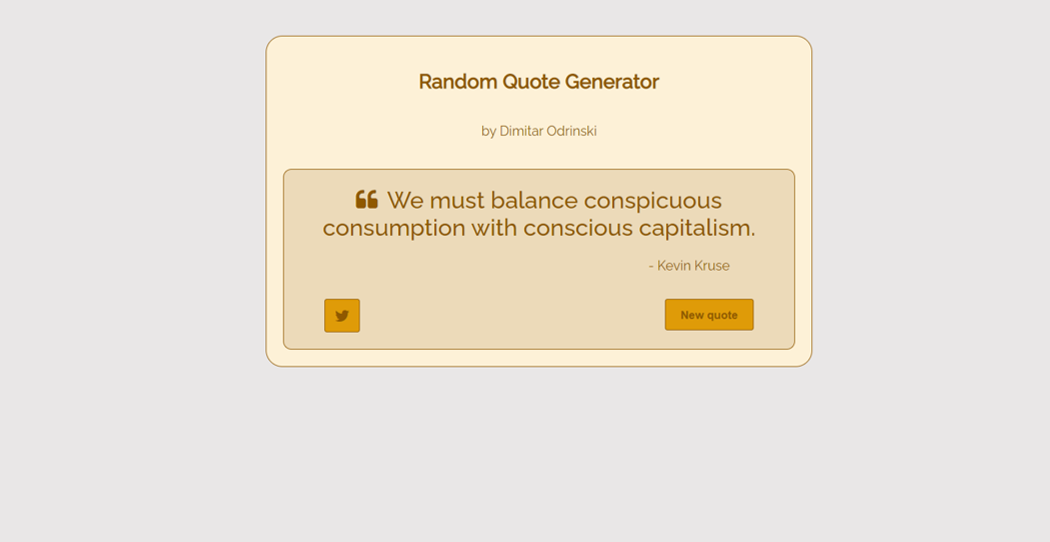 Random Quote Generator
by Dimitar Odrinski
❝ We must balance conspicuous
consumption with conscious capitalism.
- Kevin Kruse
New quote